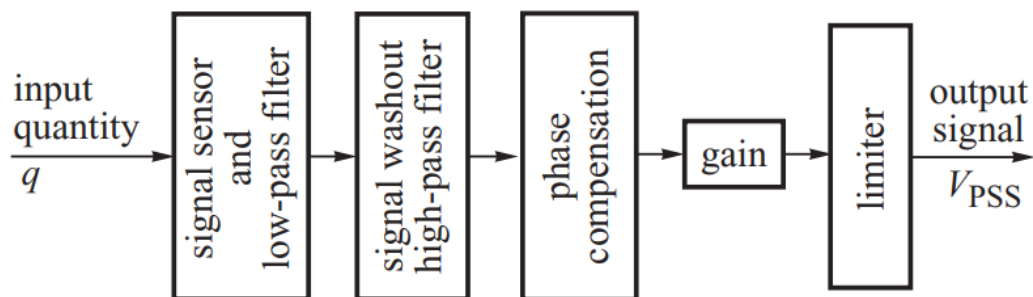 input
quantity
q
signal sensor
and
low-pass filter
signal washout
high-pass filter
phase
compensation
gain
limiter
output
signal
V_PSS